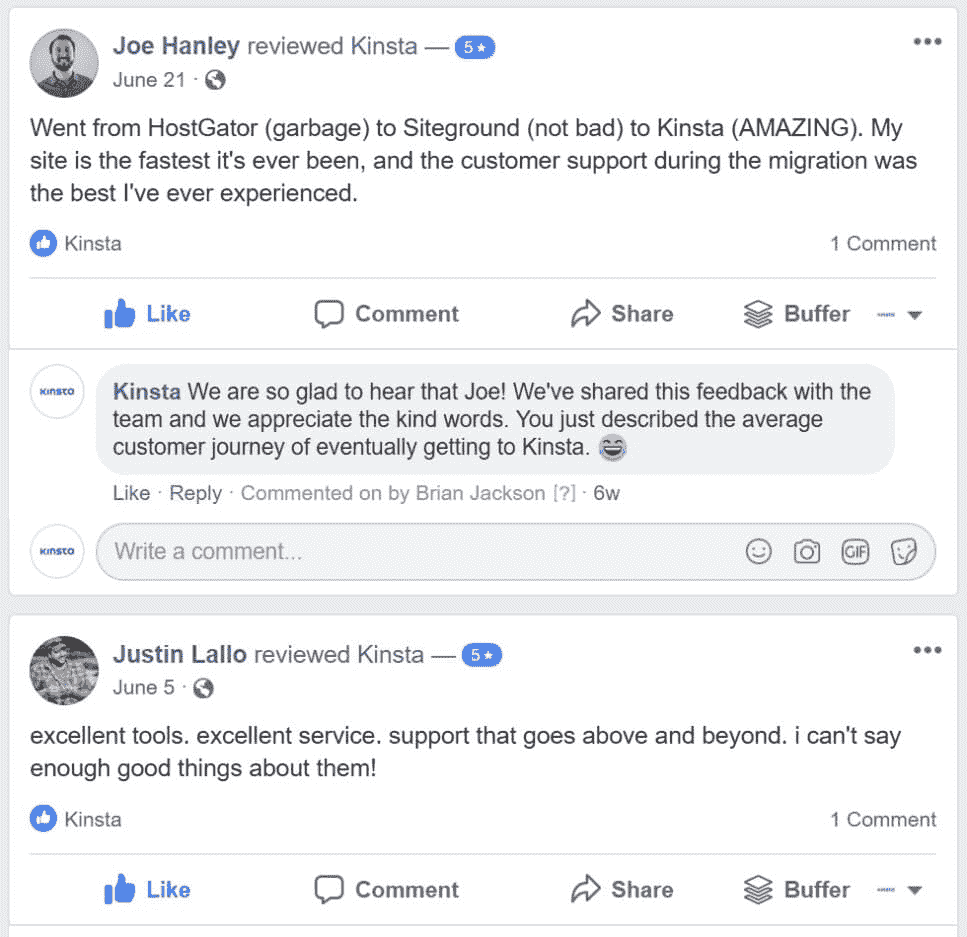 Joe Hanley reviewed Kinsta — 5★
June 21 ·
Went from HostGator (garbage) to Siteground (not bad) to Kinsta (AMAZING). My
site is the fastest it's ever been, and the customer support during the migration was
the best I've ever experienced.
Kinsta 1 Comment
Like Comment Share Buffer
KINSTA
Kinsta We are so glad to hear that Joe! We've shared this feedback with the
team and we appreciate the kind words. You just described the average
customer journey of eventually getting to Kinsta. 😂
Like · Reply · Commented on by Brian Jackson [?] · 6w
KINSTA
Write a comment... GIF
Justin Lallo reviewed Kinsta — 5★
June 5 ·
excellent tools. excellent service. support that goes above and beyond. i can't say
enough good things about them!
Kinsta 1 Comment
Like Comment Share Buffer